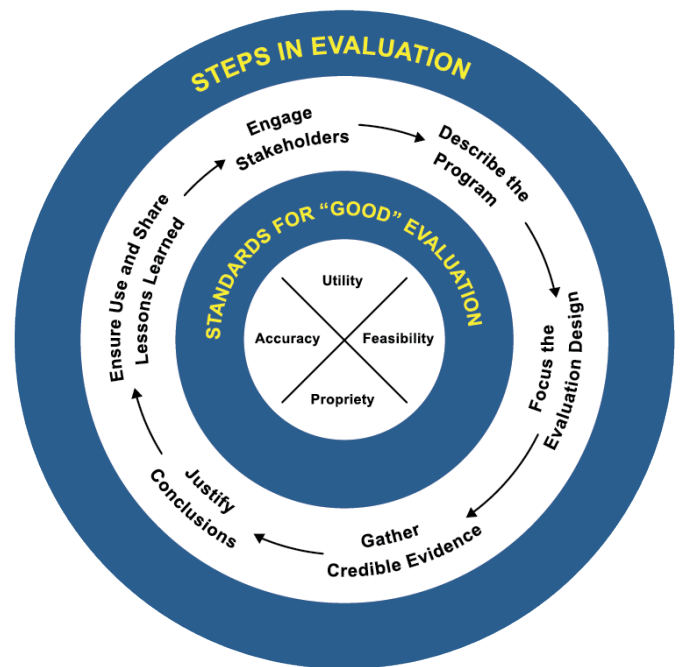 STEPS IN EVALUATION
Engage
Stakeholders
Describe the
Program
Focus the
Evaluation Design
Gather
Credible Evidence
Justify
Conclusions
Ensure Use and Share
Lessons Learned
STANDARDS FOR “GOOD” EVALUATION
Utility
Accuracy
Feasibility
Propriety